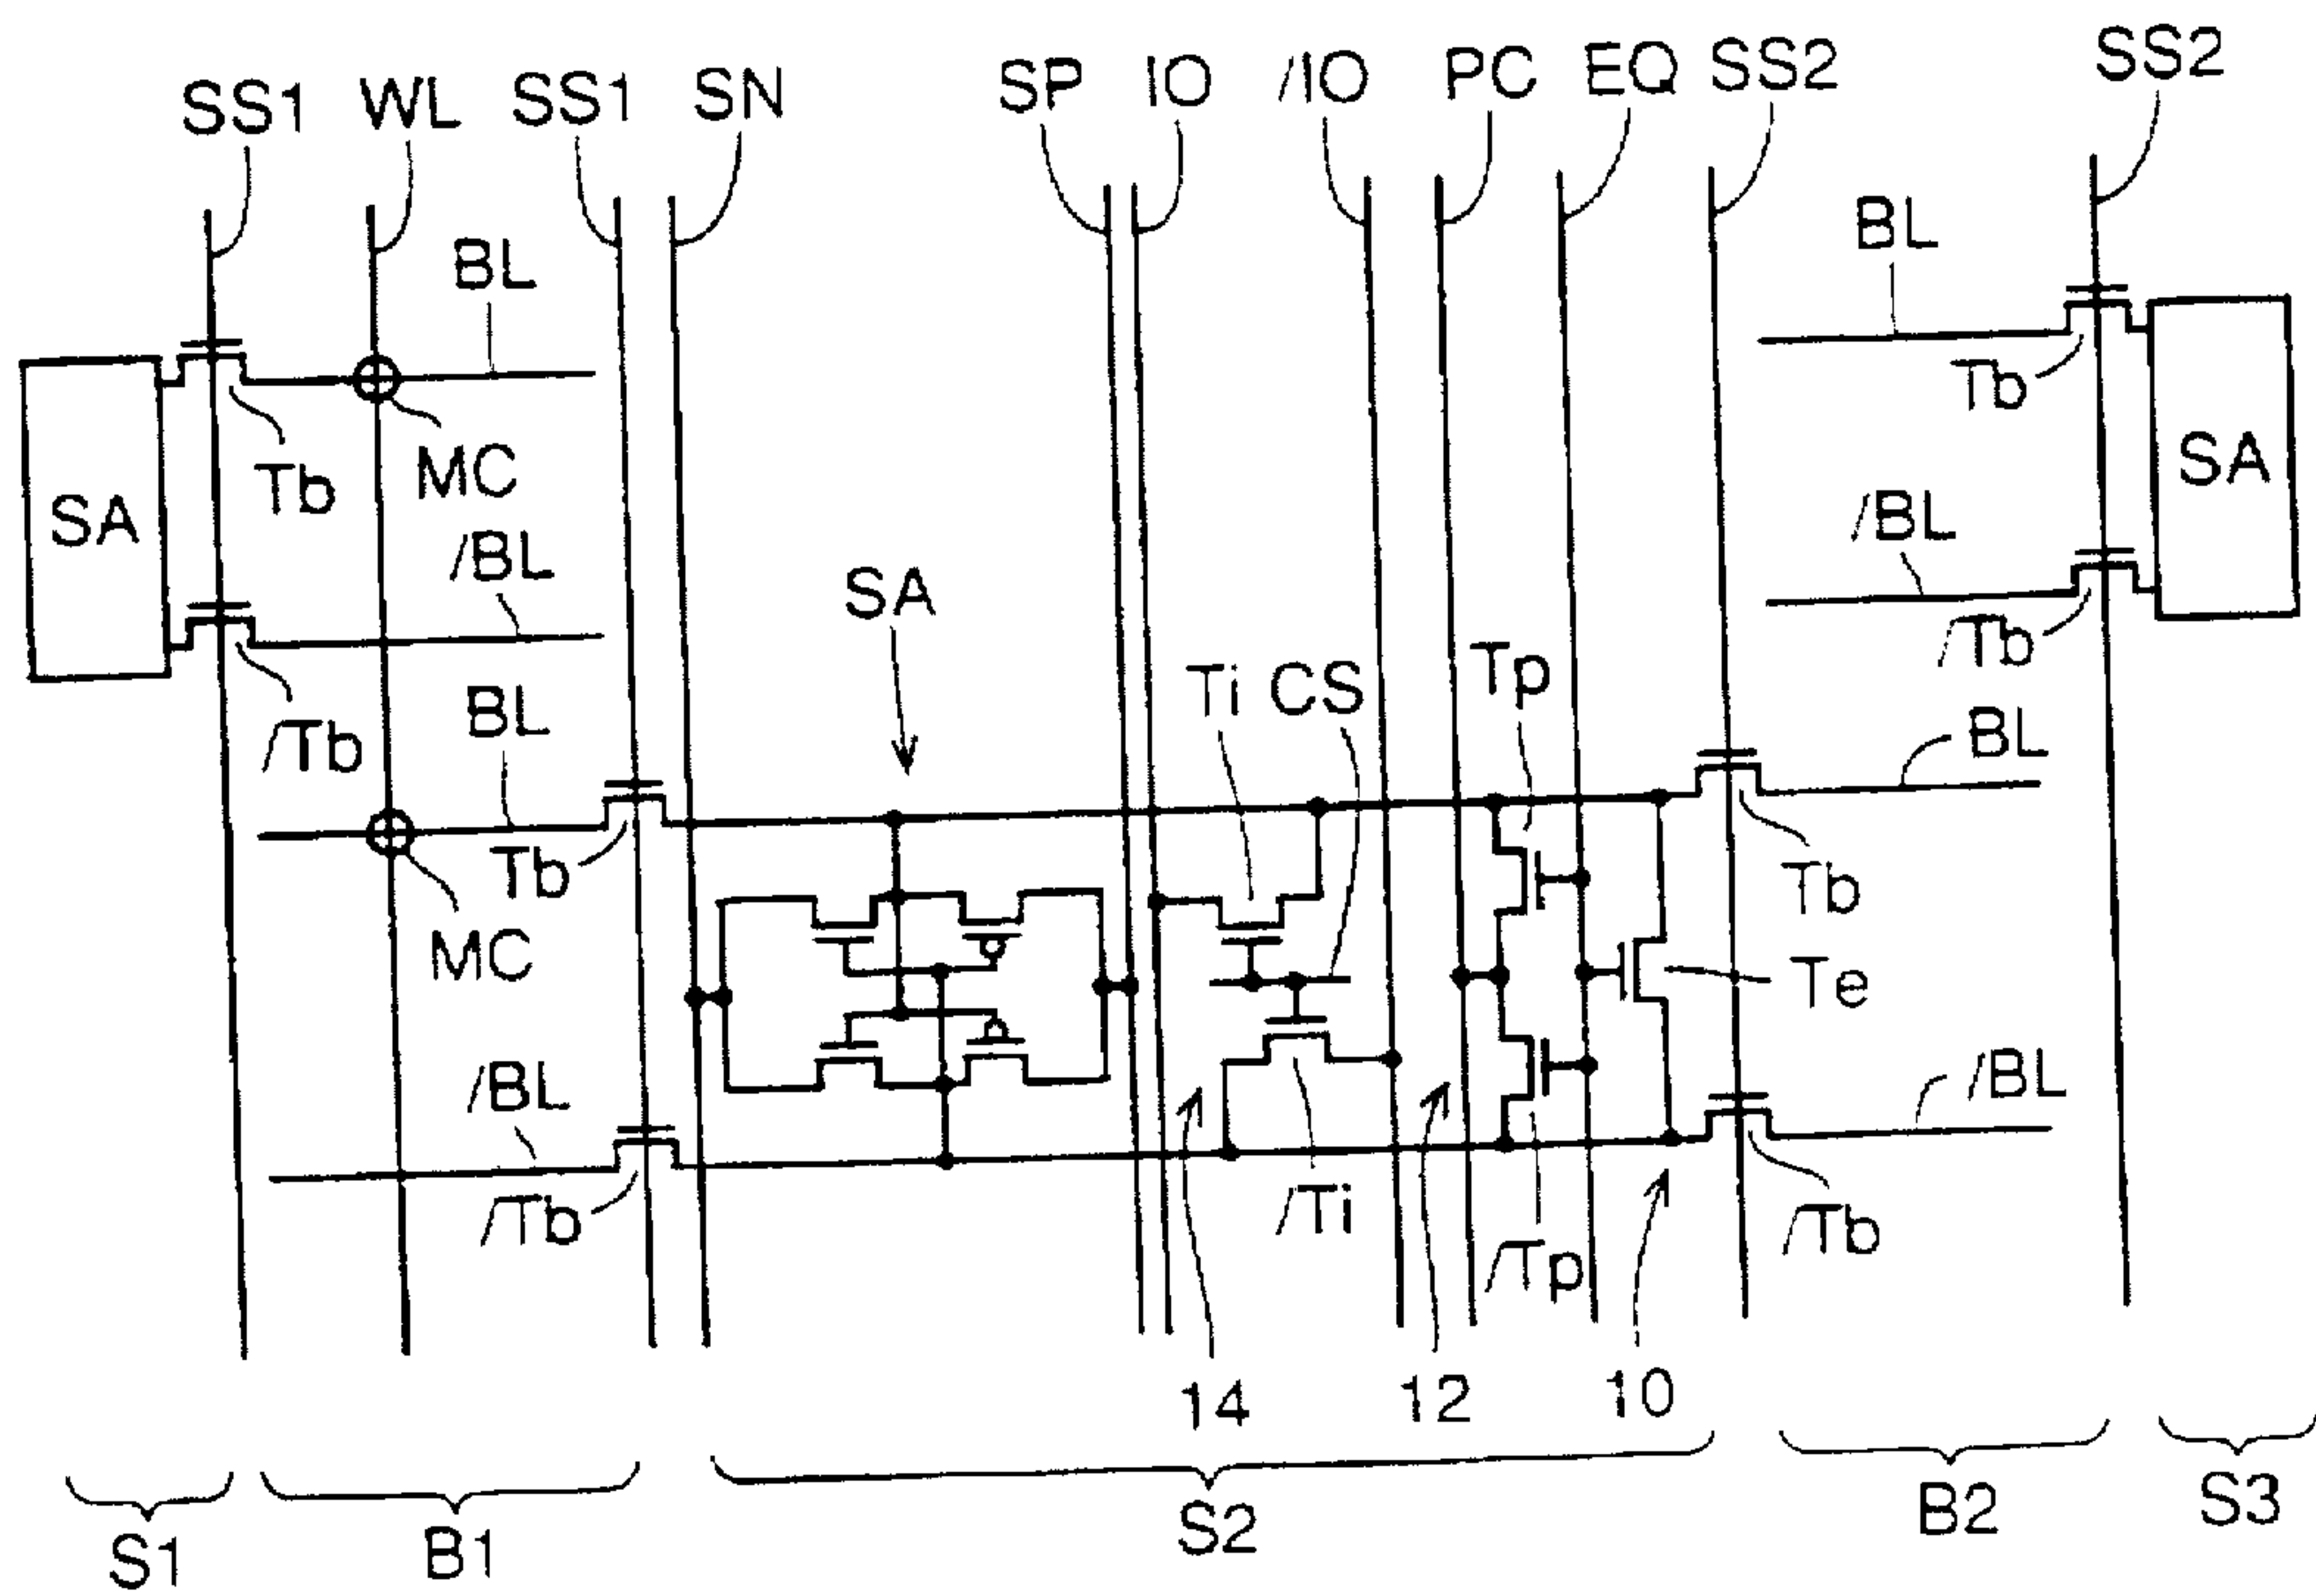 SS1 WL SS1 SN SP IO /IO PC EQ SS2 SS2
BL BL
Tb MC Tb
SA SA
/BL /BL
SA
/Tb BL Ti CS Tp /Tb
BL
Tb Tb
MC Te
/BL /BL
/Tb /Ti /Tp /Tb
14 12 10
S1 B1 S2 B2 S3